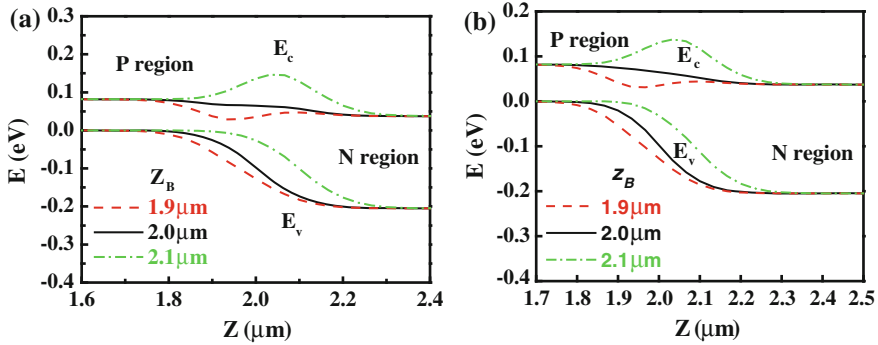 (a)
0.3
0.2
0.1
0.0
-0.1
-0.2
-0.3
-0.4
E (eV)
P region
E_c
N region
E_v
Z_B
1.9μm
2.0μm
2.1μm
1.6 1.8 2.0 2.2 2.4
Z (μm)
(b)
0.2
0.1
0.0
-0.1
-0.2
-0.3
-0.4
E (eV)
P region
E_c
E_v
N region
z_B
1.9μm
2.0μm
2.1μm
1.7 1.8 1.9 2.0 2.1 2.2 2.3 2.4 2.5
Z (μm)